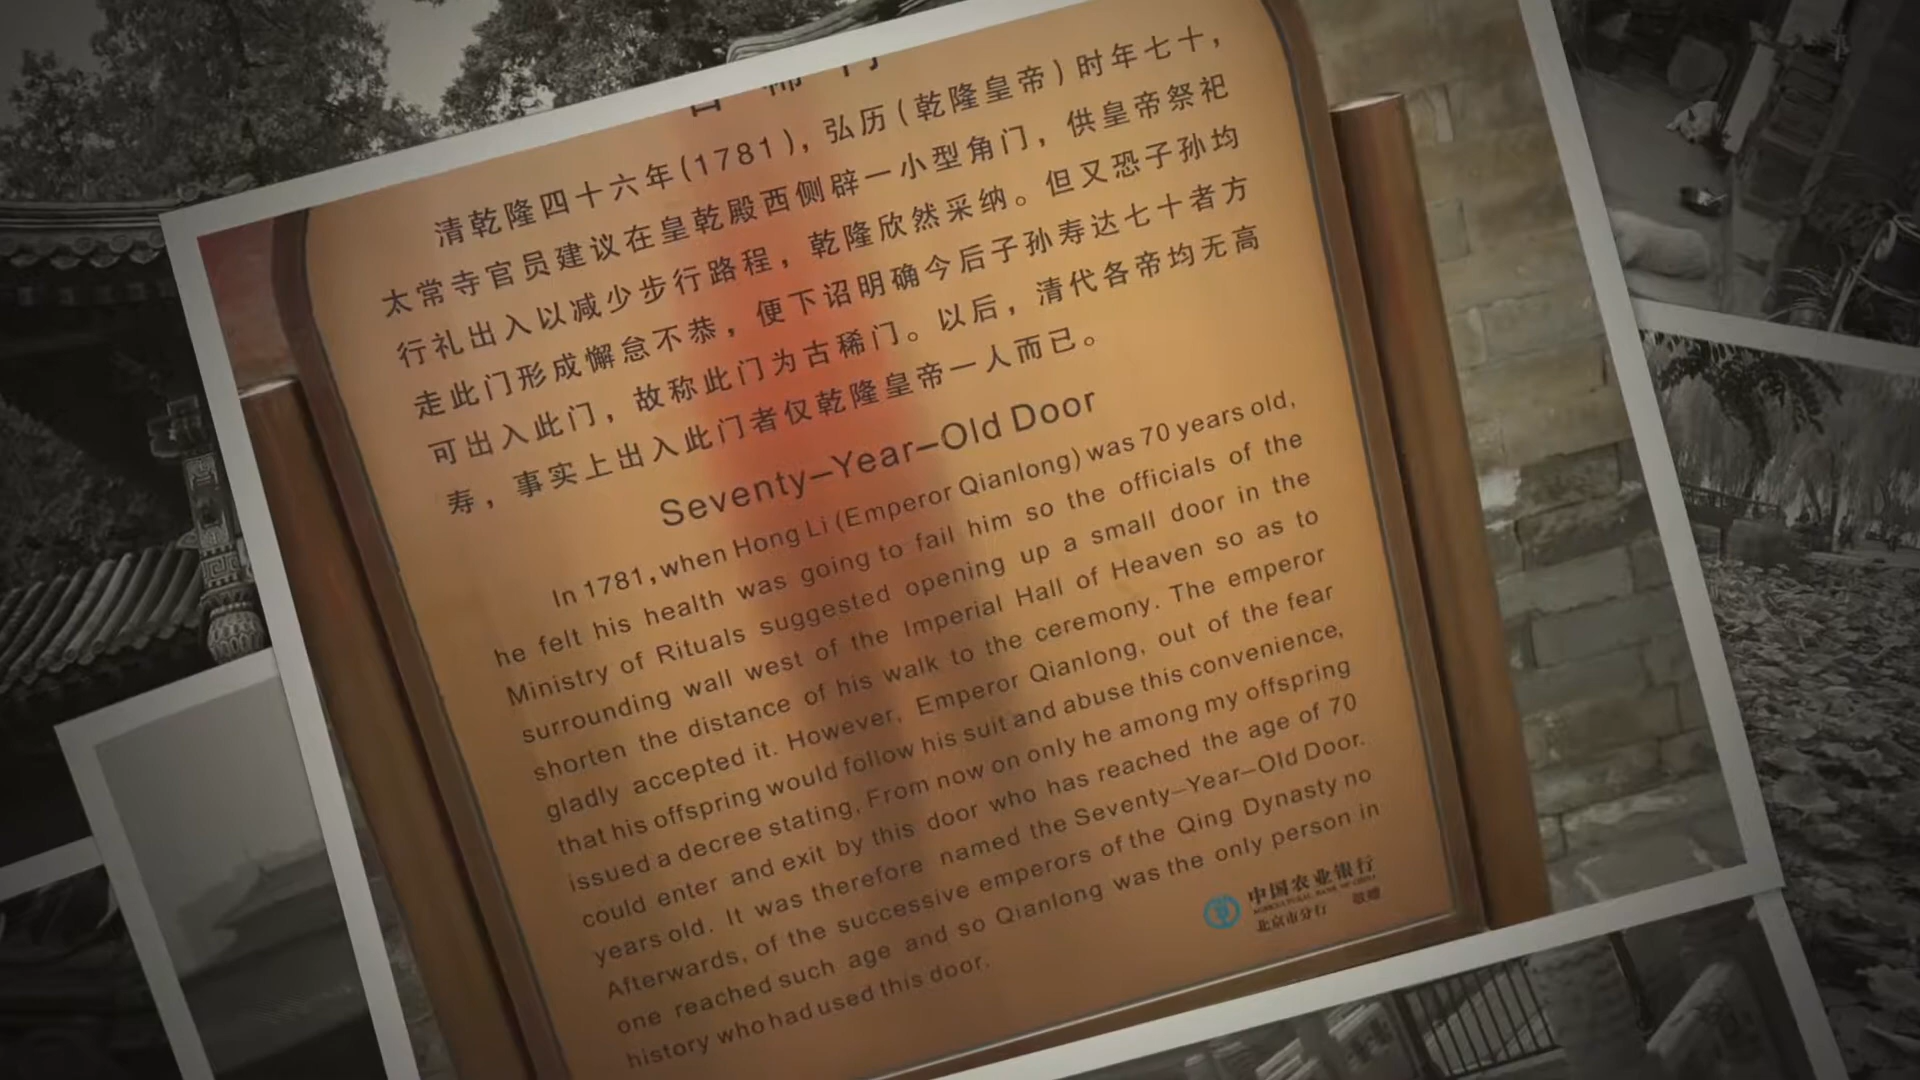 清乾隆四十六年(1781)，弘历(乾隆皇帝)时年七十，
太常寺官员建议在皇乾殿西侧辟一小型角门，供皇帝祭祀
行礼出入以减少步行路程，乾隆欣然采纳。但又恐子孙均
走此门形成懈怠不恭，便下诏明确今后子孙寿达七十者方
可出入此门，故称此门为古稀门。以后，清代各帝均无高
寿，事实上出入此门者仅乾隆皇帝一人而已。
Seventy–Year–Old Door
In 1781, when Hong Li (Emperor Qianlong) was 70 years old,
he felt his health was going to fail him so the officials of the
Ministry of Rituals suggested opening up a small door in the
surrounding wall west of the Imperial Hall of Heaven so as to
shorten the distance of his walk to the ceremony. The emperor
gladly accepted it. However, Emperor Qianlong, out of the fear
that his offspring would follow his suit and abuse this convenience,
issued a decree stating, From now on only he among my offspring
could enter and exit by this door who has reached the age of 70
years old. It was therefore named the Seventy–Year–Old Door.
Afterwards, of the successive emperors of the Qing Dynasty no
one reached such age and so Qianlong was the only person in
history who had used this door.
中国农业银行
AGRICULTURAL BANK OF CHINA
北京市分行 敬赠